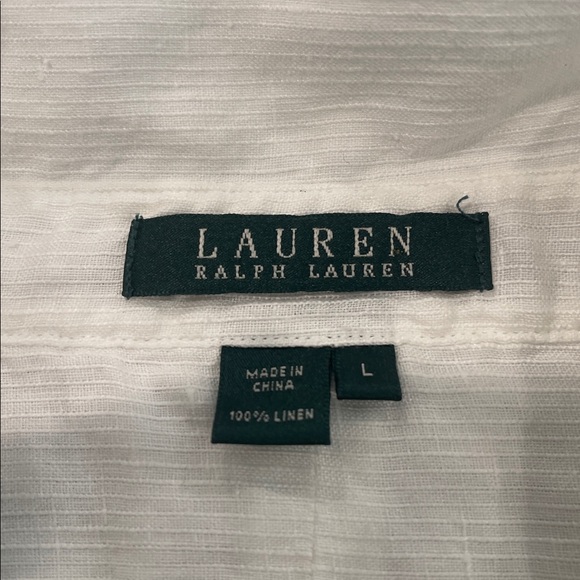 LAUREN
RALPH LAUREN
MADE IN
CHINA
100% LINEN
L